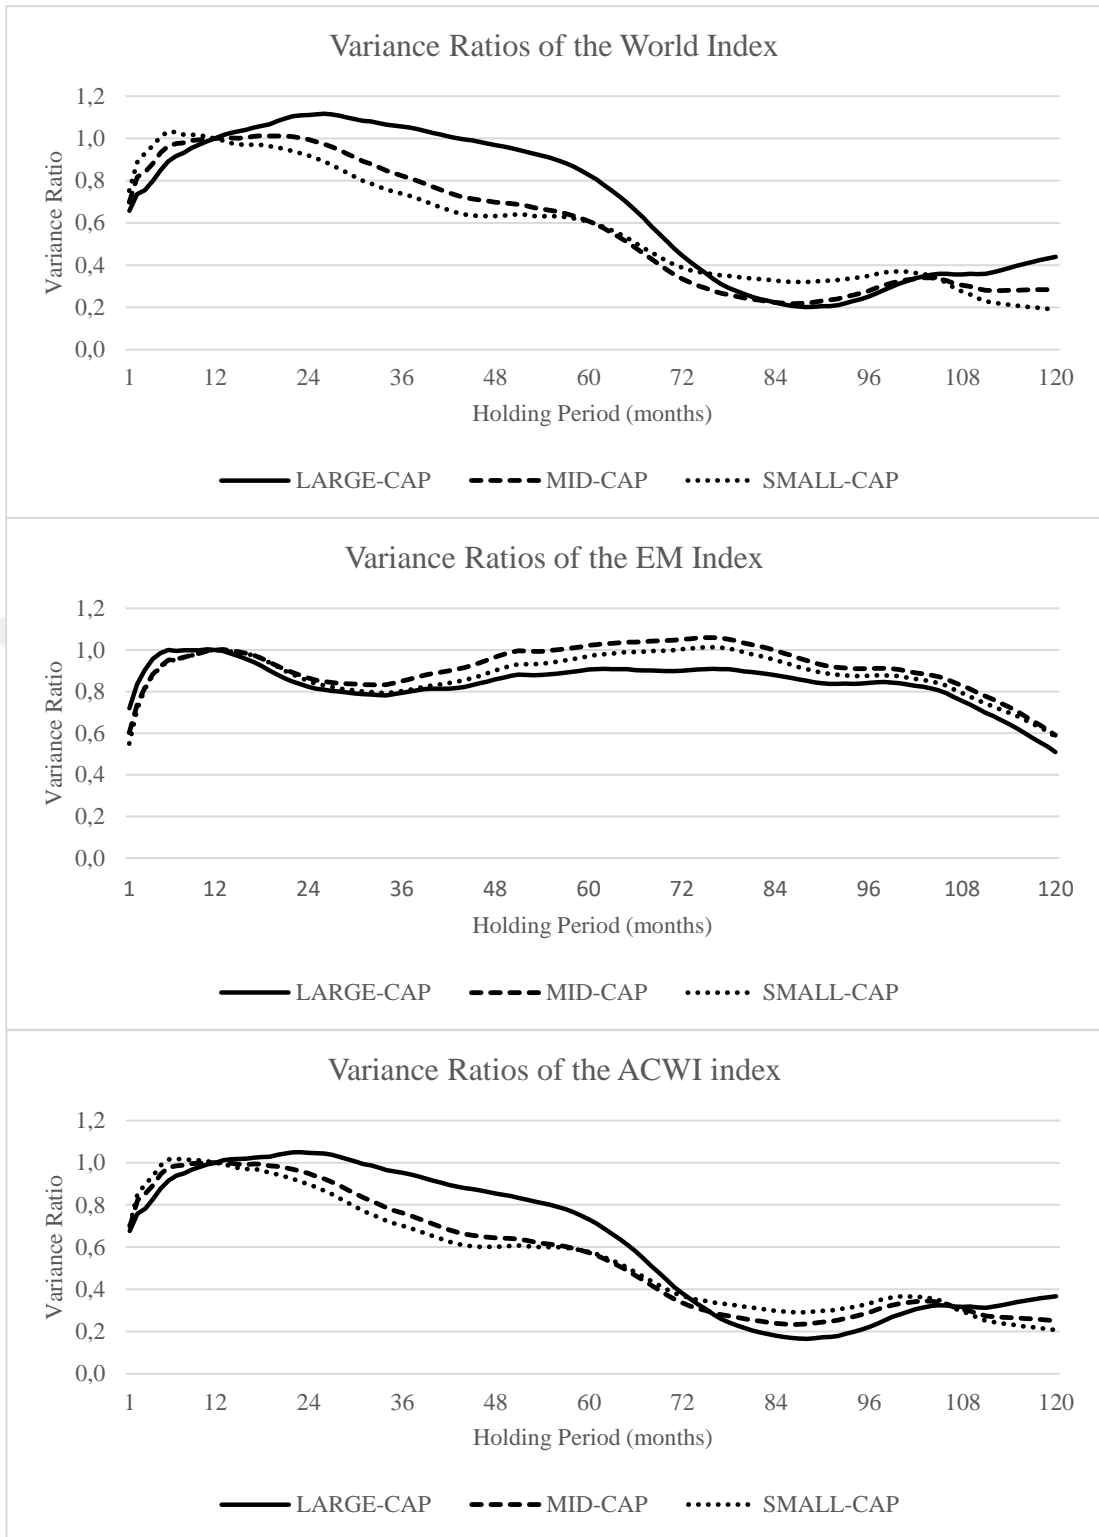 Variance Ratios of the World Index
1,2
1,0
0,8
0,6
0,4
0,2
0,0
Variance Ratio
1 12 24 36 48 60 72 84 96 108 120
Holding Period (months)
LARGE-CAP MID-CAP SMALL-CAP
Variance Ratios of the EM Index
1,2
1,0
0,8
0,6
0,4
0,2
0,0
Variance Ratio
1 12 24 36 48 60 72 84 96 108 120
Holding Period (months)
LARGE-CAP MID-CAP SMALL-CAP
Variance Ratios of the ACWI index
1,2
1,0
0,8
0,6
0,4
0,2
0,0
Variance Ratio
1 12 24 36 48 60 72 84 96 108 120
Holding Period (months)
LARGE-CAP MID-CAP SMALL-CAP